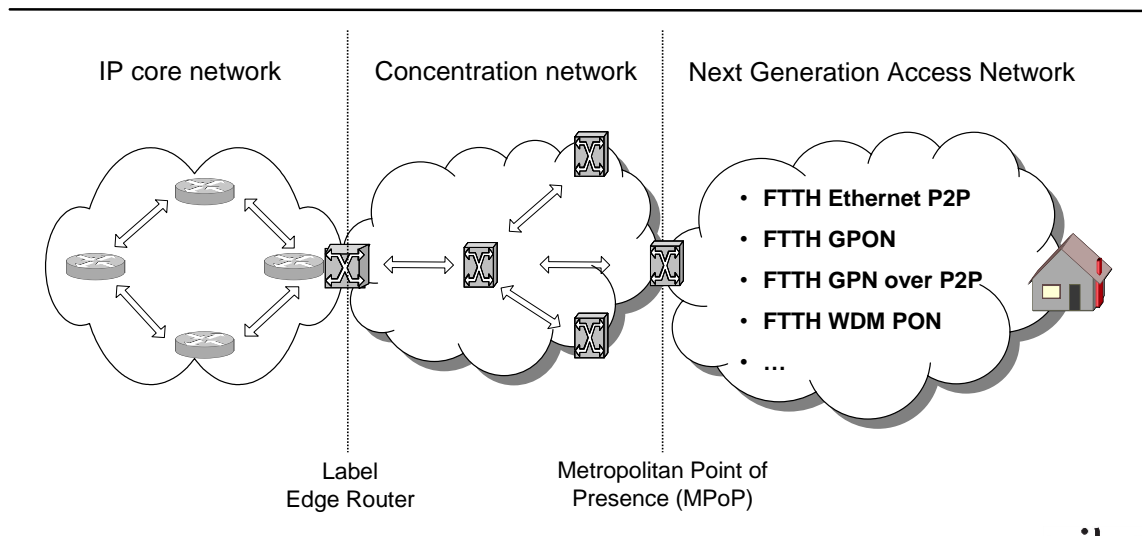 IP core network
Concentration network
Next Generation Access Network
• FTTH Ethernet P2P
• FTTH GPON
• FTTH GPN over P2P
• FTTH WDM PON
• …
Label
Edge Router
Metropolitan Point of
Presence (MPoP)